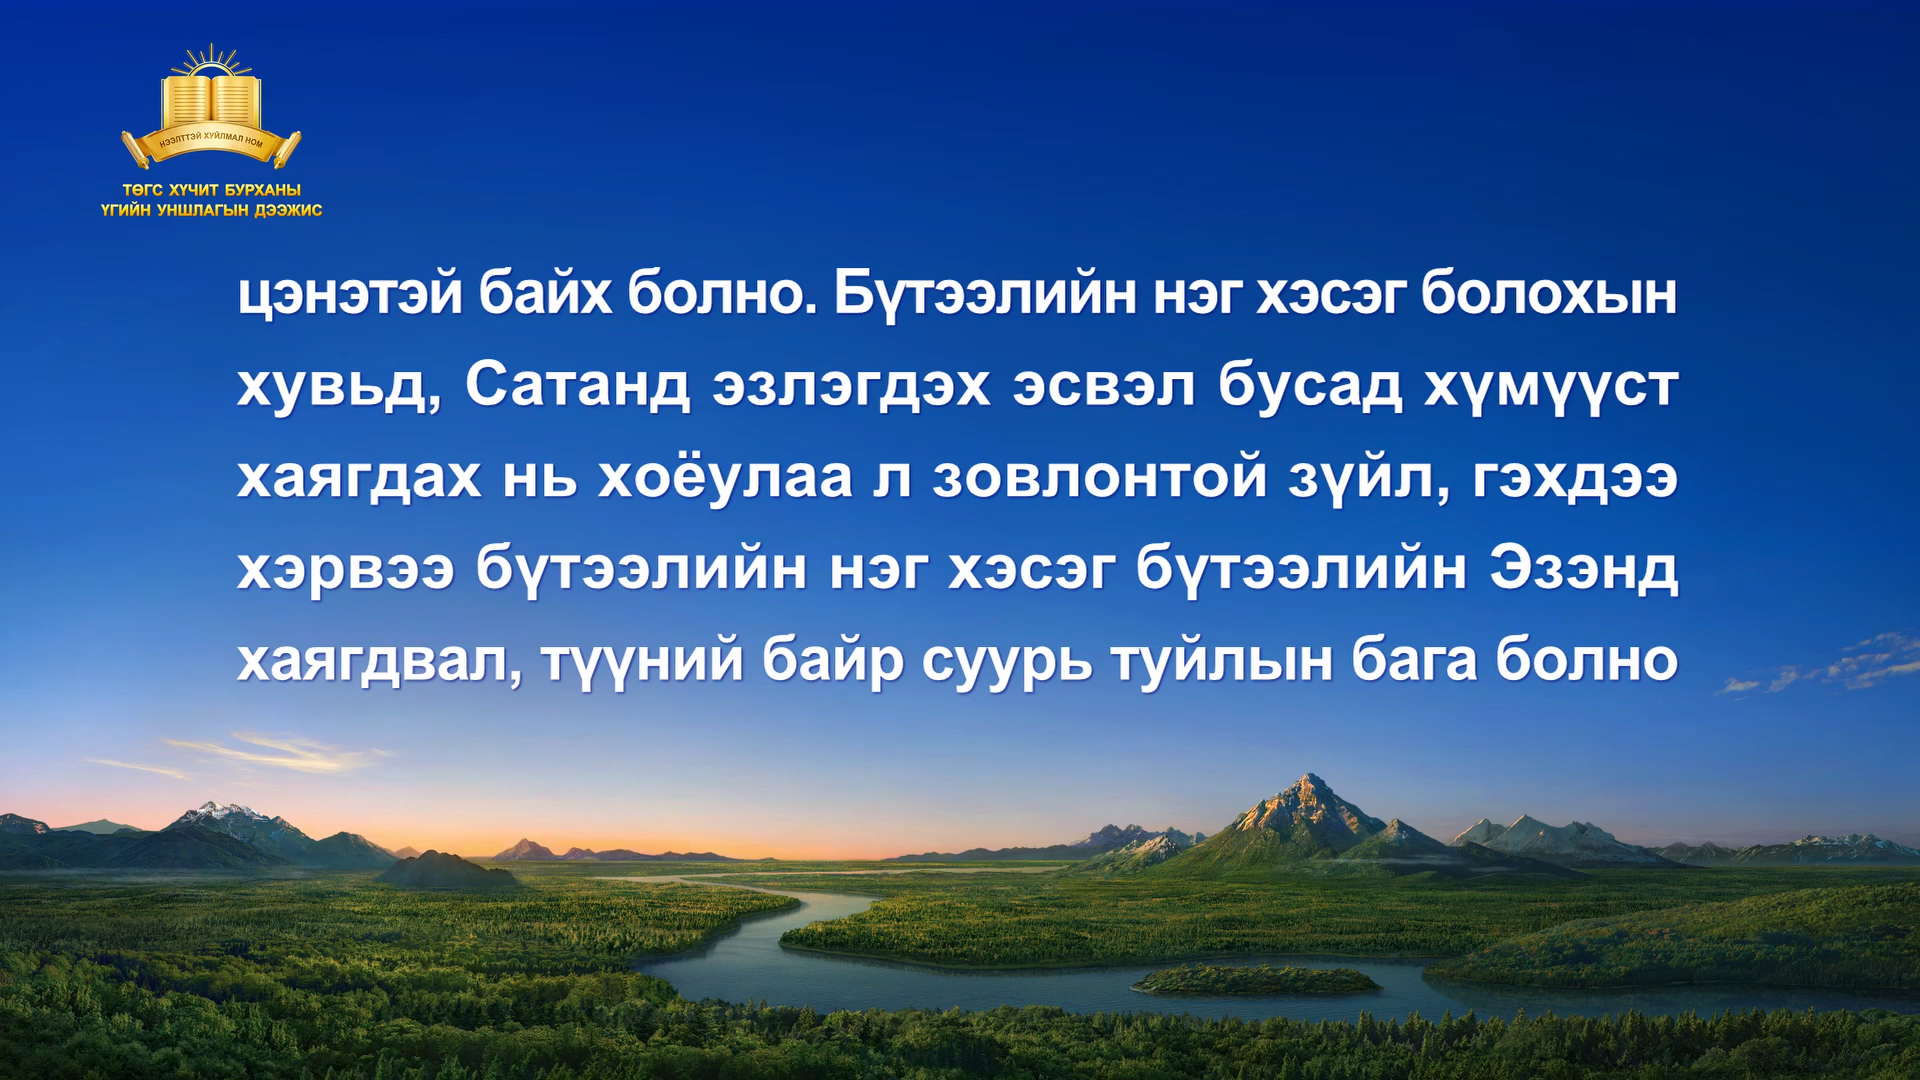 НЭЭЛТТЭЙ ХУЙЛМАЛ НОМ
ТӨГС ХҮЧИТ БУРХАНЫ
ҮГИЙН УНШЛАГЫН ДЭЭЖИС
цэнэтэй байх болно. Бүтээлийн нэг хэсэг болохын
хувьд, Сатанд эзлэгдэх эсвэл бусад хүмүүст
хаягдах нь хоёулаа л зовлонтой зүйл, гэхдээ
хэрвээ бүтээлийн нэг хэсэг бүтээлийн Эзэнд
хаягдвал, түүний байр суурь туйлын бага болно